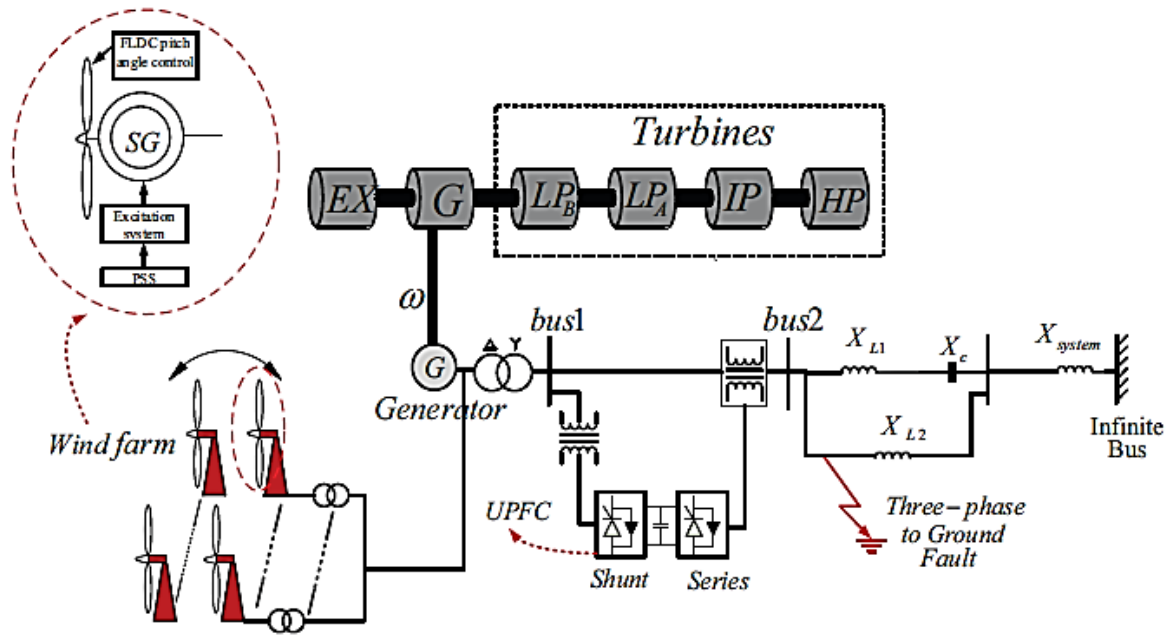 FLDC pitch
angle control
SG
Excitation
system
PSS
Turbines
EX
G
LP_B
LP_A
IP
HP
ω
Δ
Y
bus1
bus2
X_L1
X_c
X_system
G
Generator
Wind farm
X_L2
Infinite
Bus
UPFC
Three-phase
to Ground
Fault
Shunt
Series